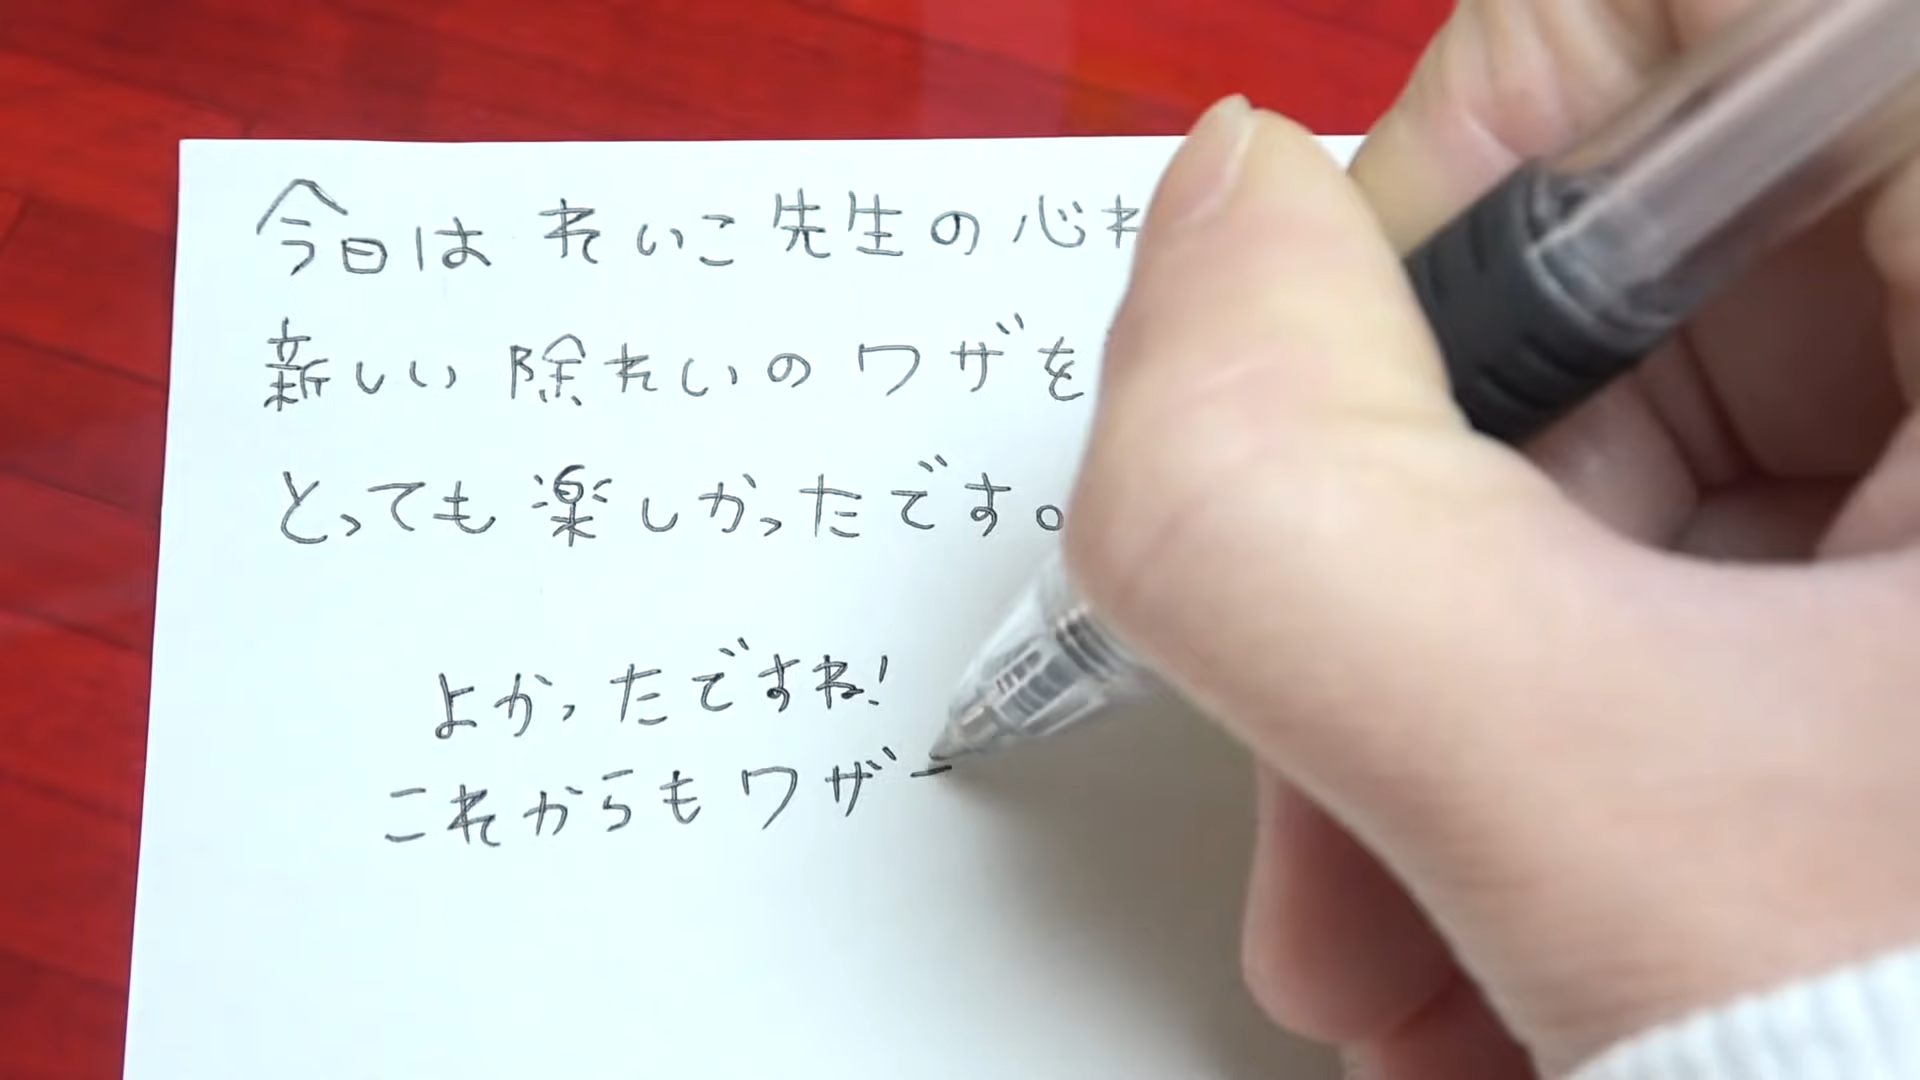 今日は れいこ先生の心れ
新しい 除れいの ワザを
とっても 楽しかったです。
よかったですね!
これからもワザ